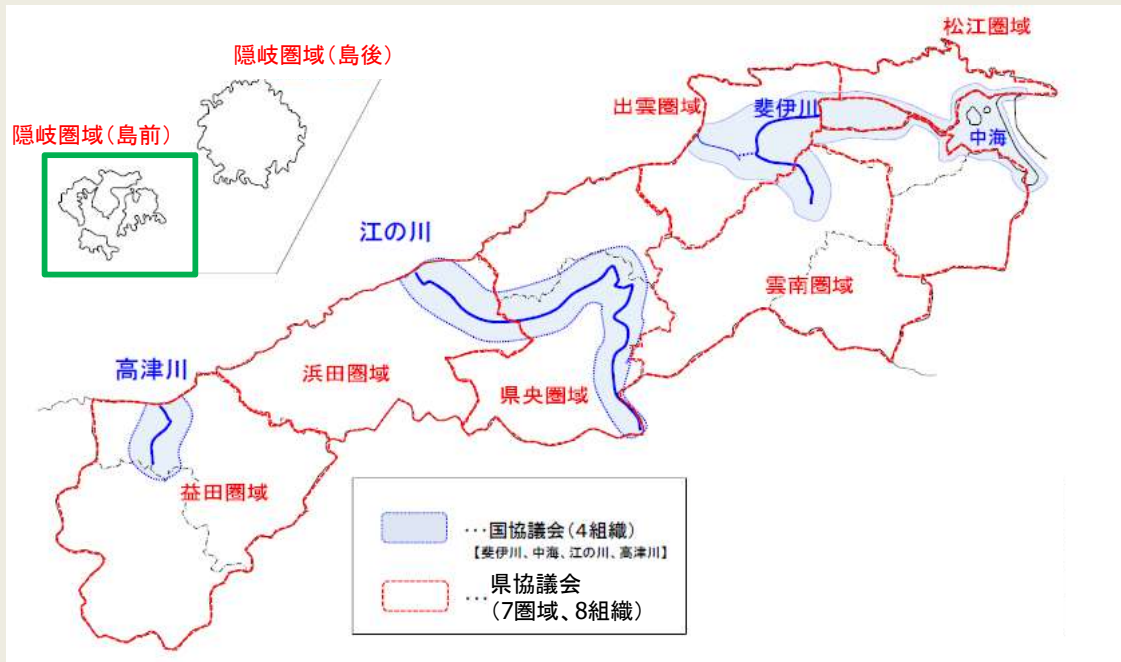 松江圏域
隠岐圏域(島後)
出雲圏域
斐伊川
隠岐圏域(島前)
中海
江の川
雲南圏域
高津川
浜田圏域
県央圏域
益田圏域
…国協議会(4組織)
【斐伊川、中海、江の川、高津川】
…県協議会
(7圏域、8組織)